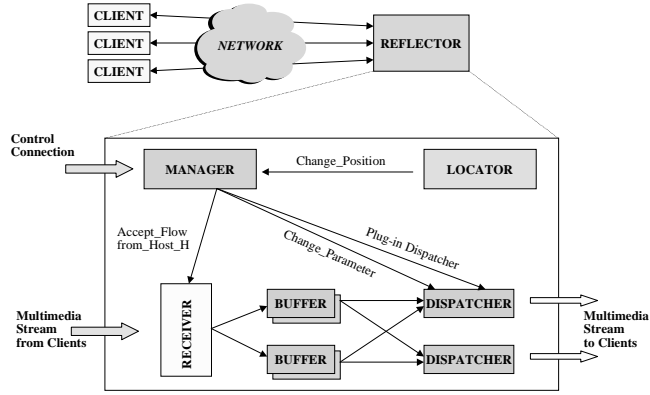 CLIENT
CLIENT
CLIENT
NETWORK
REFLECTOR
Control
Connection
MANAGER
Change_Position
LOCATOR
Accept_Flow
from_Host_H
Change_Parameter
Plug-in Dispatcher
Multimedia
Stream
from Clients
RECEIVER
BUFFER
BUFFER
DISPATCHER
DISPATCHER
Multimedia
Stream
to Clients